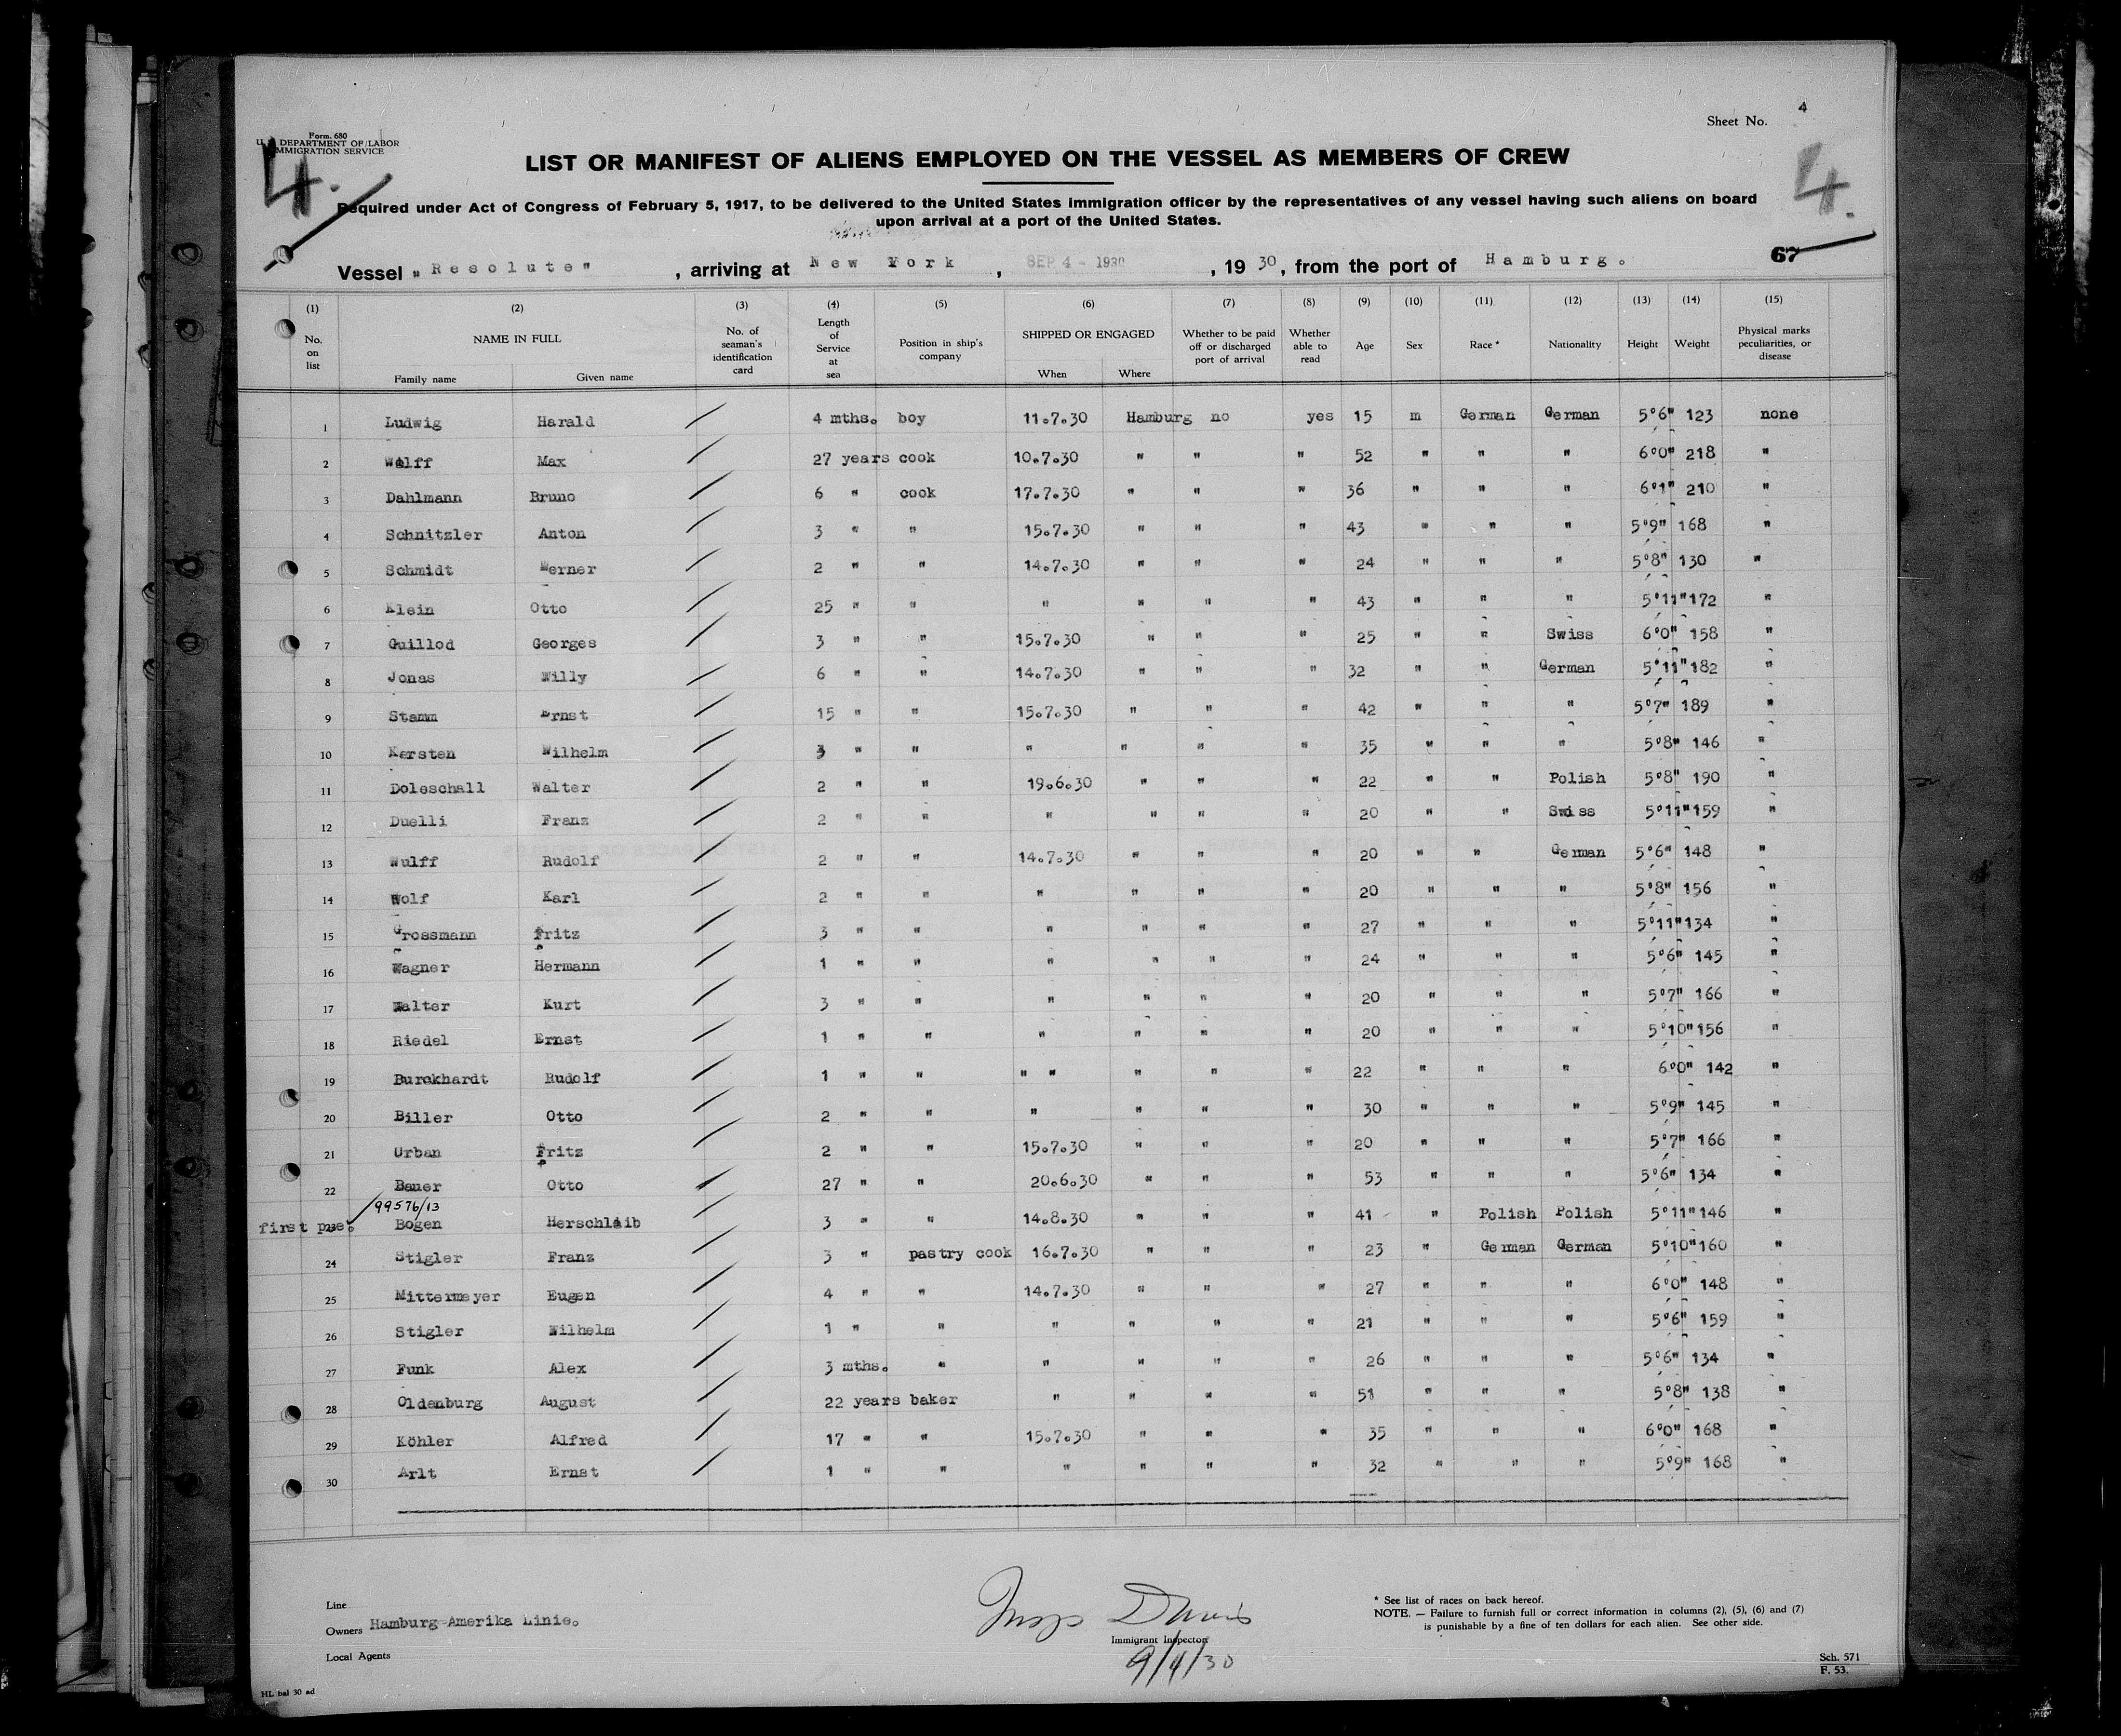 Sheet No. 4
Form. 680
U. S. DEPARTMENT OF LABOR
IMMIGRATION SERVICE
4.
4.
LIST OR MANIFEST OF ALIENS EMPLOYED ON THE VESSEL AS MEMBERS OF CREW
Required under Act of Congress of February 5, 1917, to be delivered to the United States immigration officer by the representatives of any vessel having such aliens on board
upon arrival at a port of the United States.
Vessel "Resolute" , arriving at New York , SEP 4 - 1930 , 19 30, from the port of Hamburg. 67
(1) (2) (3) (4) (5) (6) (7) (8) (9) (10) (11) (12) (13) (14) (15)
No. on list NAME IN FULL Family name Given name No. of seaman's identification card Length of Service at sea Position in ship's company SHIPPED OR ENGAGED When Where Whether to be paid off or discharged port of arrival Whether able to read Age Sex Race * Nationality Height Weight Physical marks peculiarities, or disease
1 Ludwig Harald 4 mths. boy 11.7.30 Hamburg no yes 15 m German German 5'6" 123 none
2 Wolff Max 27 years cook 10.7.30 " " " 52 " " " 6'0" 218 "
3 Dahlmann Bruno 6 " cook 17.7.30 " " " 36 " " " 6'1" 210 "
4 Schnitzler Anton 3 " " 15.7.30 " " " 43 " " " 5'9" 168 "
5 Schmidt Werner 2 " " 14.7.30 " " " 24 " " " 5'8" 130 "
6 Klein Otto 25 " " " " " " 43 " " " 5'11" 172 "
7 Guillod Georges 3 " " 15.7.30 " " " 25 " " Swiss 6'0" 158 "
8 Jonas Willy 6 " " 14.7.30 " " " 32 " " German 5'11" 182 "
9 Stamm Ernst 15 " " 15.7.30 " " " 42 " " " 5'7" 189 "
10 Kersten Wilhelm 3 " " " " " " 35 " " " 5'8" 146 "
11 Doleschall Walter 2 " " 19.6.30 " " " 22 " " Polish 5'8" 190 "
12 Duelli Franz 2 " " " " " " 20 " " Swiss 5'11" 159 "
13 Wulff Rudolf 2 " " 14.7.30 " " " 20 " " German 5'6" 148 "
14 Wolf Karl 2 " " " " " " 20 " " " 5'8" 156 "
15 Grossmann Fritz 3 " " " " " " 27 " " " 5'11" 134 "
16 Wagner Hermann 1 " " " " " " 24 " " " 5'6" 145 "
17 Walter Kurt 3 " " " " " " 20 " " " 5'7" 166 "
18 Riedel Ernst 1 " " " " " " 20 " " " 5'10" 156 "
19 Burckhardt Rudolf 1 " " " " " " " 22 " " " 6'0" 142 "
20 Biller Otto 2 " " " " " " 30 " " " 5'9" 145 "
21 Urban Fritz 2 " " 15.7.30 " " " 20 " " " 5'7" 166 "
22 Bauer Otto 27 " " 20.6.30 " " " 53 " " " 5'6" 134 "
99576/13
first pae. 23 Bogen Herschlaib 3 " " 14.8.30 " " " 41 " Polish Polish 5'11" 146 "
24 Stigler Franz 3 " pastry cook 16.7.30 " " " 23 " German German 5'10" 160 "
25 Mittermeyer Eugen 4 " " 14.7.30 " " " 27 " " " 6'0" 148 "
26 Stigler Wilhelm 1 " " " " " " 21 " " " 5'6" 159 "
27 Funk Alex 3 mths. " " " " " 26 " " " 5'6" 134 "
28 Oldenburg August 22 years baker " " " " 51 " " " 5'8" 138 "
29 Köhler Alfred 17 " " 15.7.30 " " " 35 " " " 6'0" 168 "
30 Arlt Ernst 1 " " " " " " 32 " " " 5'9" 168 "
Line
Owners Hamburg-Amerika Linie.
Local Agents
Davis
Immigrant Inspector
9/4/30
* See list of races on back hereof.
NOTE. — Failure to furnish full or correct information in columns (2), (5), (6) and (7)
is punishable by a fine of ten dollars for each alien. See other side.
Sch. 571
F. 53.
HL bal 30 ad